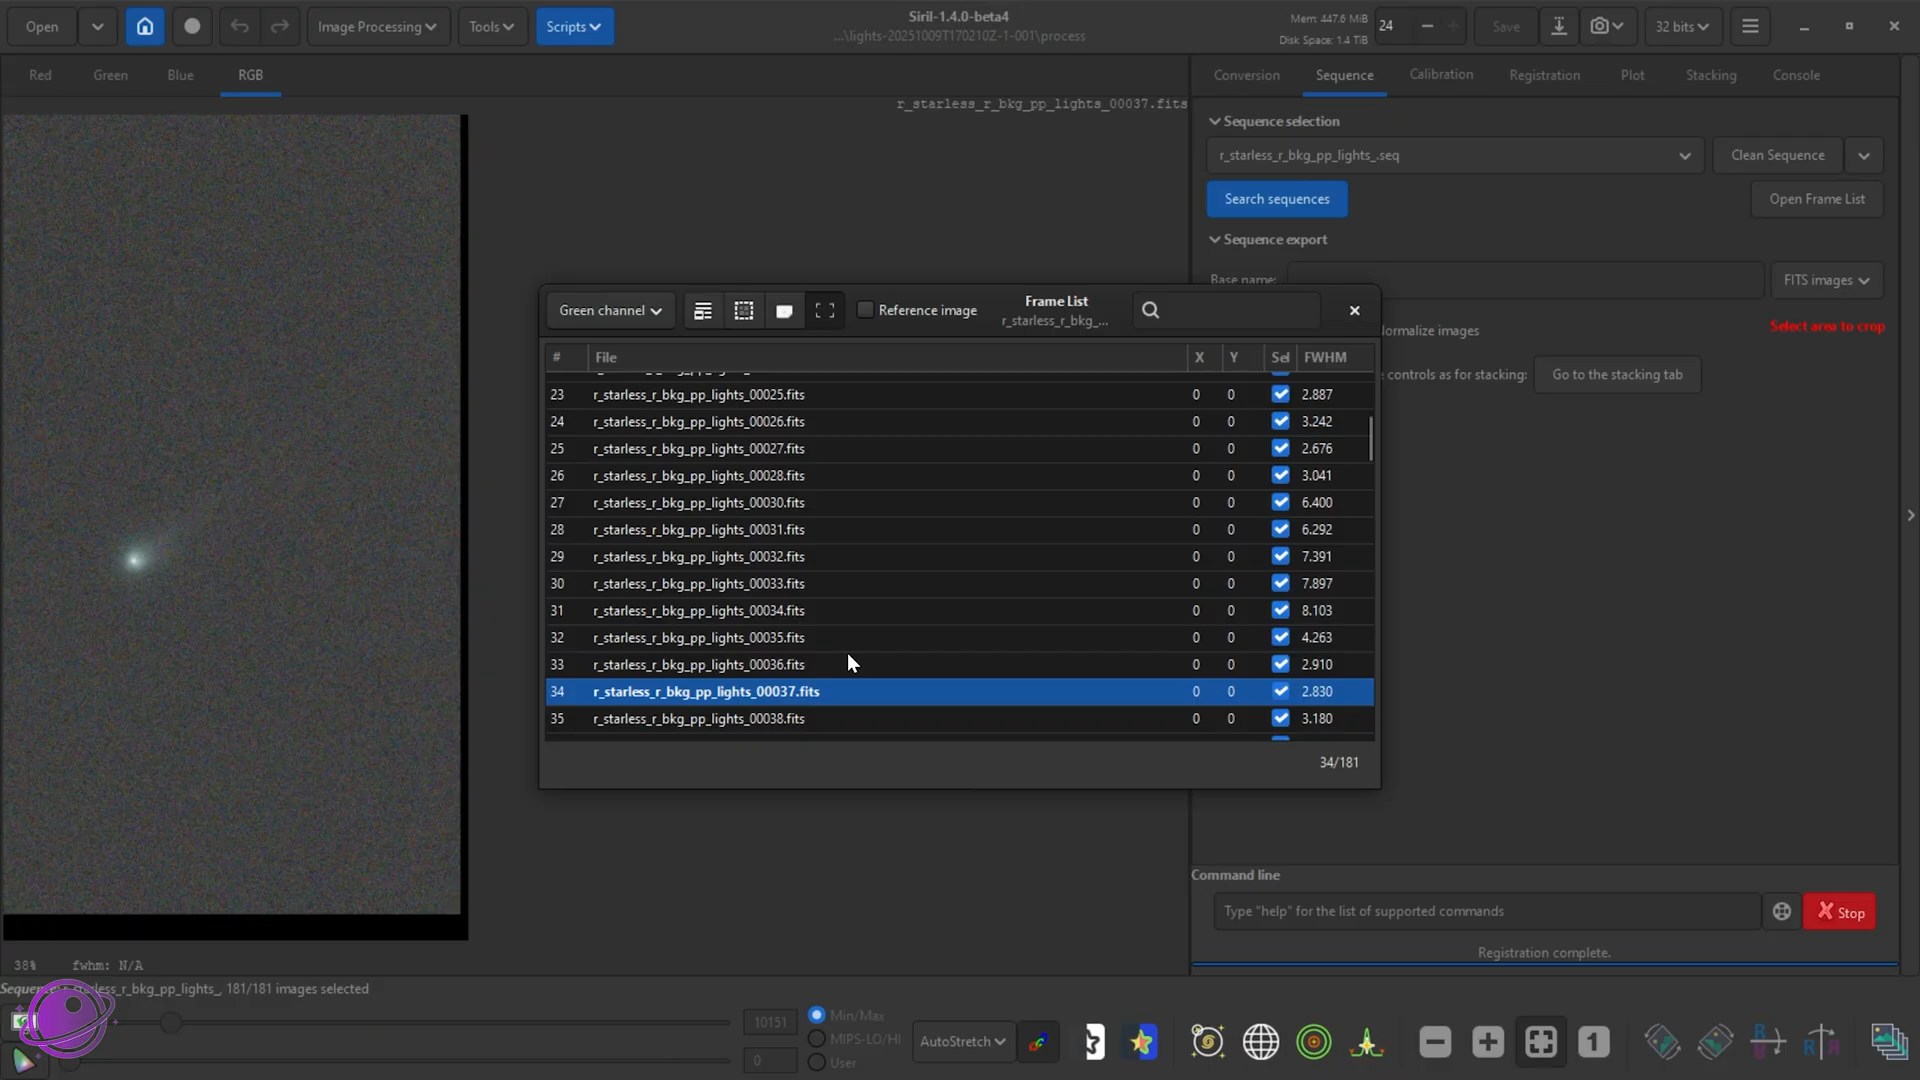 Open
Image Processing
Tools
Scripts
Siril-1.4.0-beta4
...\lights-20251009T170210Z-1-001\process
Mem: 447.6 MiB
Disk Space: 1.4 TiB
24
Save
32 bits
Red
Green
Blue
RGB
r_starless_r_bkg_pp_lights_00037.fits
Conversion
Sequence
Calibration
Registration
Plot
Stacking
Console
Sequence selection
r_starless_r_bkg_pp_lights_.seq
Clean Sequence
Search sequences
Open Frame List
Sequence export
Base name:
FITS images
Normalize images
Select area to crop
controls as for stacking:
Go to the stacking tab
Green channel
Reference image
Frame List
r_starless_r_bkg_...
# File X Y Sel FWHM
23 r_starless_r_bkg_pp_lights_00025.fits 0 0 2.887
24 r_starless_r_bkg_pp_lights_00026.fits 0 0 3.242
25 r_starless_r_bkg_pp_lights_00027.fits 0 0 2.676
26 r_starless_r_bkg_pp_lights_00028.fits 0 0 3.041
27 r_starless_r_bkg_pp_lights_00030.fits 0 0 6.400
28 r_starless_r_bkg_pp_lights_00031.fits 0 0 6.292
29 r_starless_r_bkg_pp_lights_00032.fits 0 0 7.391
30 r_starless_r_bkg_pp_lights_00033.fits 0 0 7.897
31 r_starless_r_bkg_pp_lights_00034.fits 0 0 8.103
32 r_starless_r_bkg_pp_lights_00035.fits 0 0 4.263
33 r_starless_r_bkg_pp_lights_00036.fits 0 0 2.910
34 r_starless_r_bkg_pp_lights_00037.fits 0 0 2.830
35 r_starless_r_bkg_pp_lights_00038.fits 0 0 3.180
34/181
Command line
Type "help" for the list of supported commands
Stop
Registration complete.
38% fwhm: N/A
r_bkg_pp_lights_, 181/181 images selected
10151
0
Min/Max
MIPS-LO/HI
User
AutoStretch
1